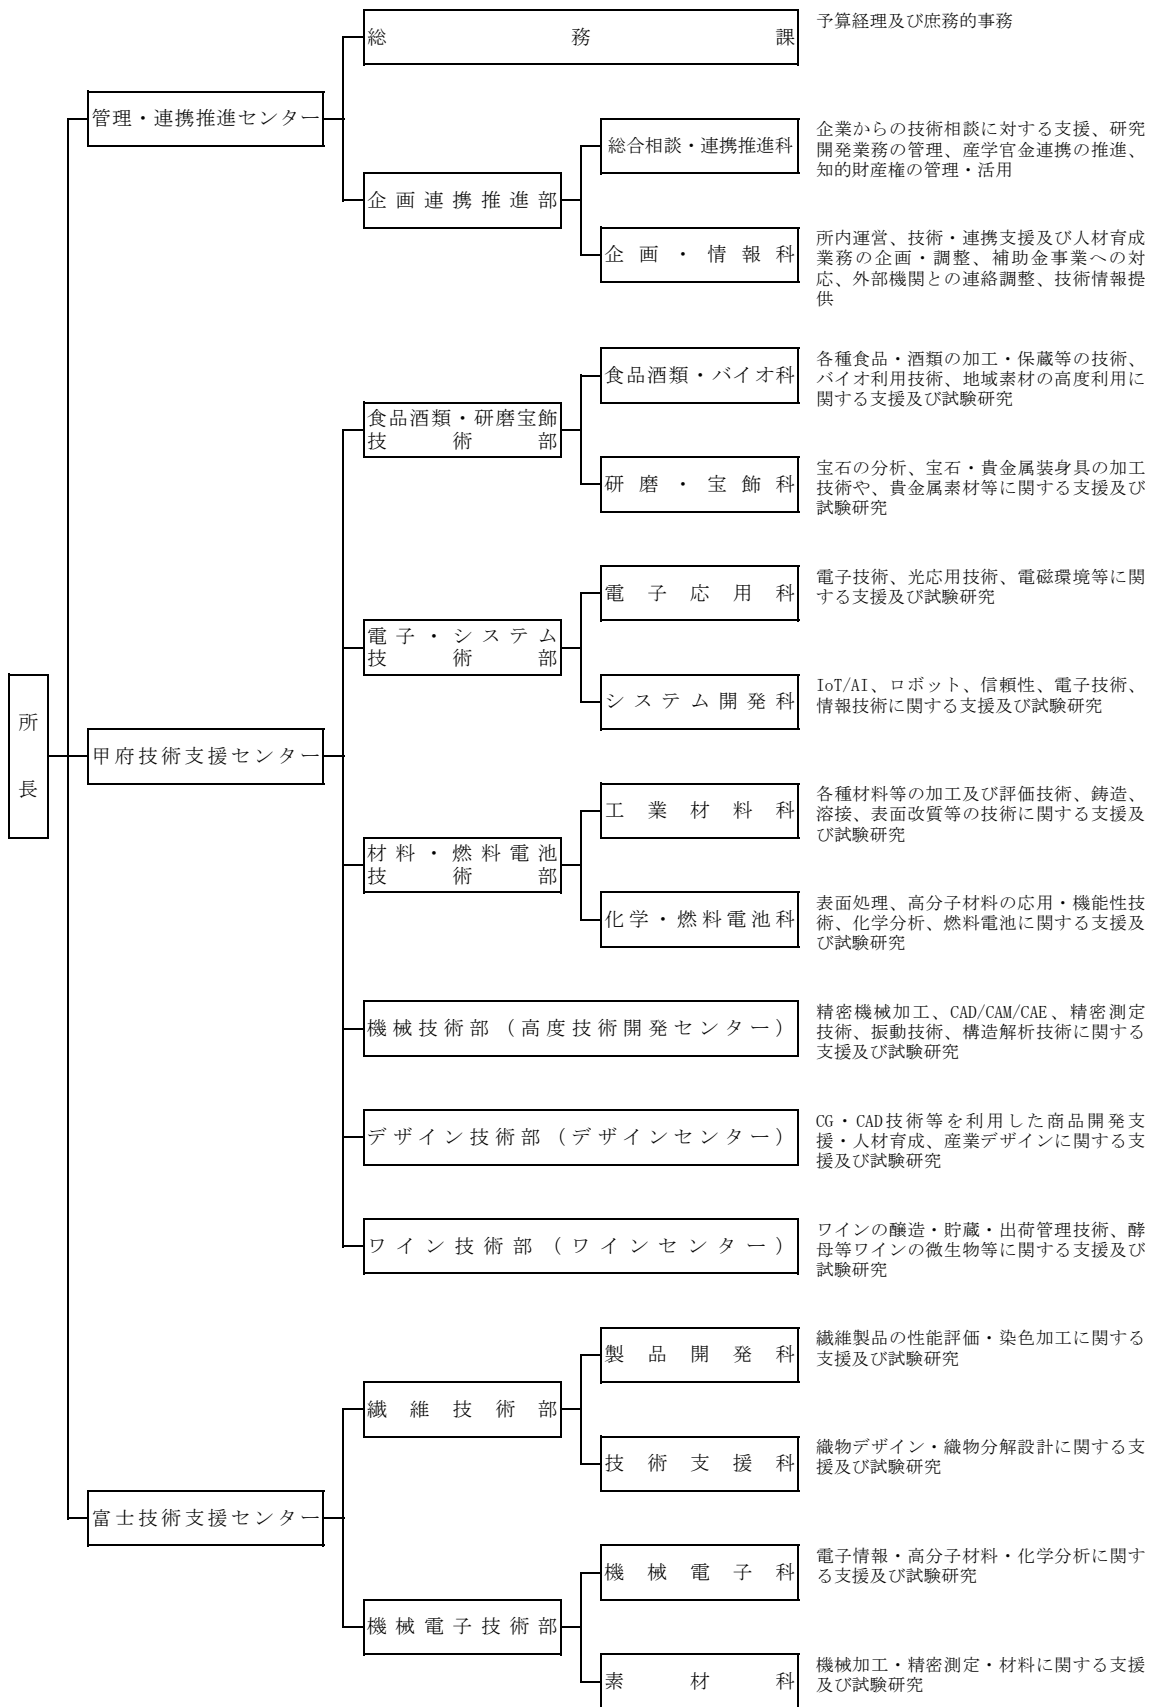 総務課
予算経理及び庶務的事務
管理・連携推進センター
総合相談・連携推進科
企業からの技術相談に対する支援、研究
開発業務の管理、産学官金連携の推進、
知的財産権の管理・活用
企画連携推進部
企画・情報科
所内運営、技術・連携支援及び人材育成
業務の企画・調整、補助金事業への対
応、外部機関との連絡調整、技術情報提
供
食品酒類・バイオ科
各種食品・酒類の加工・保蔵等の技術、
バイオ利用技術、地域素材の高度利用に
関する支援及び試験研究
食品酒類・研磨宝飾
技術部
研磨・宝飾科
宝石の分析、宝石・貴金属装身具の加工
技術や、貴金属素材等に関する支援及び
試験研究
電子応用科
電子技術、光応用技術、電磁環境等に関
する支援及び試験研究
電子・システム
技術部
システム開発科
IoT/AI、ロボット、信頼性、電子技術、
情報技術に関する支援及び試験研究
所
長
甲府技術支援センター
工業材料科
各種材料等の加工及び評価技術、鋳造、
溶接、表面改質等の技術に関する支援及
び試験研究
材料・燃料電池
技術部
化学・燃料電池科
表面処理、高分子材料の応用・機能性技
術、化学分析、燃料電池に関する支援及
び試験研究
機械技術部（高度技術開発センター）
精密機械加工、CAD/CAM/CAE、精密測定
技術、振動技術、構造解析技術に関する
支援及び試験研究
デザイン技術部（デザインセンター）
CG・CAD技術等を利用した商品開発支
援・人材育成、産業デザインに関する支
援及び試験研究
ワイン技術部（ワインセンター）
ワインの醸造・貯蔵・出荷管理技術、酵
母等ワインの微生物等に関する支援及び
試験研究
製品開発科
繊維製品の性能評価・染色加工に関する
支援及び試験研究
繊維技術部
技術支援科
織物デザイン・織物分解設計に関する支
援及び試験研究
富士技術支援センター
機械電子科
電子情報・高分子材料・化学分析に関す
る支援及び試験研究
機械電子技術部
素材科
機械加工・精密測定・材料に関する支援
及び試験研究